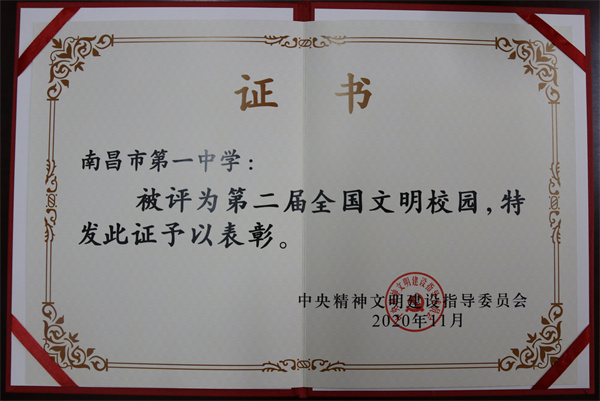 证 书
南昌市第一中学：
被评为第二届全国文明校园，特
发此证予以表彰。
中央精神文明建设指导委员会
2020年11月